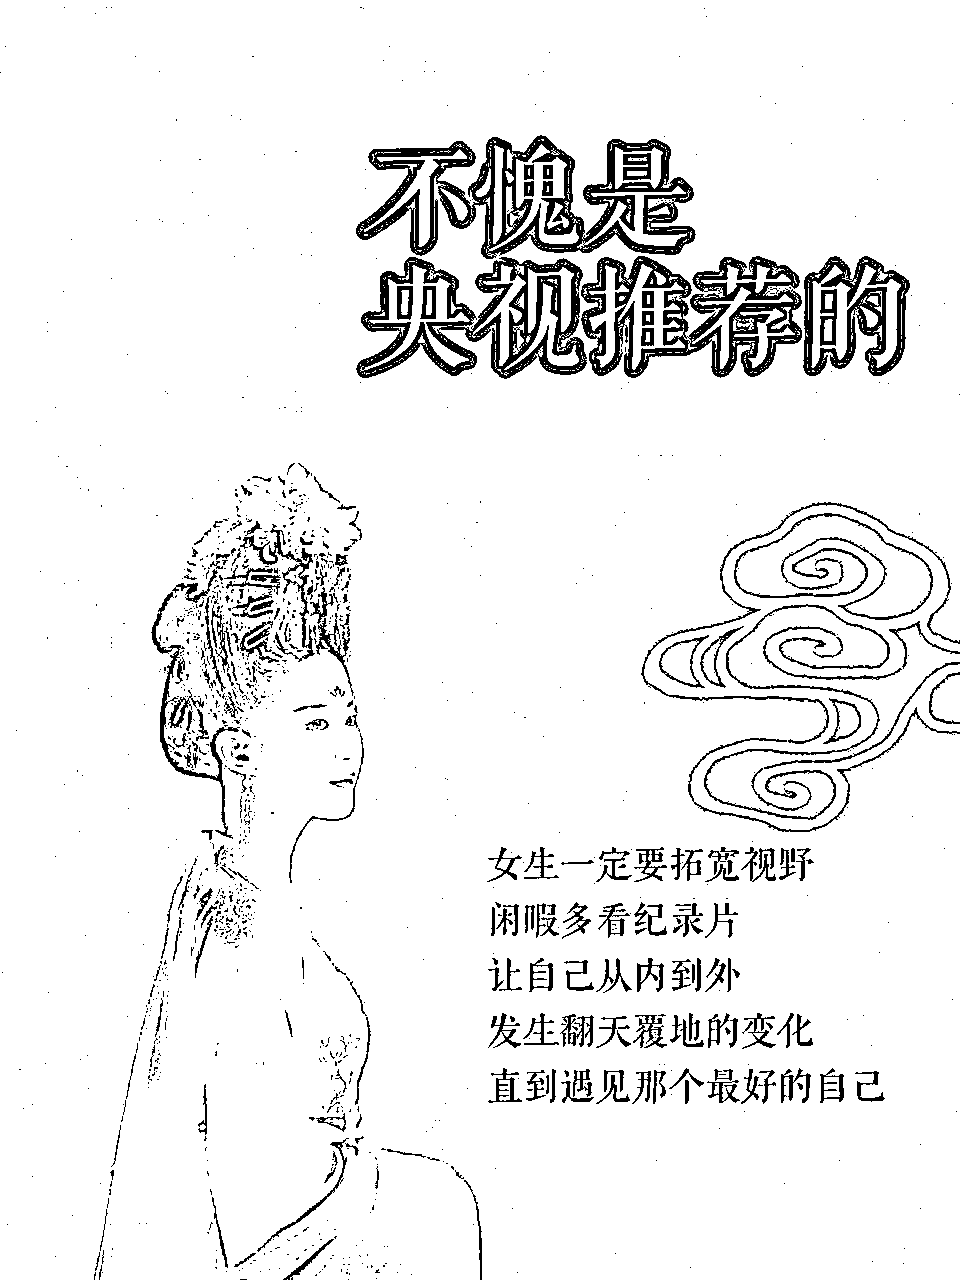 不愧是
央视推荐的
女生一定要拓宽视野
闲暇多看纪录片
让自己从内到外
发生翻天覆地的变化
直到遇见那个最好的自己